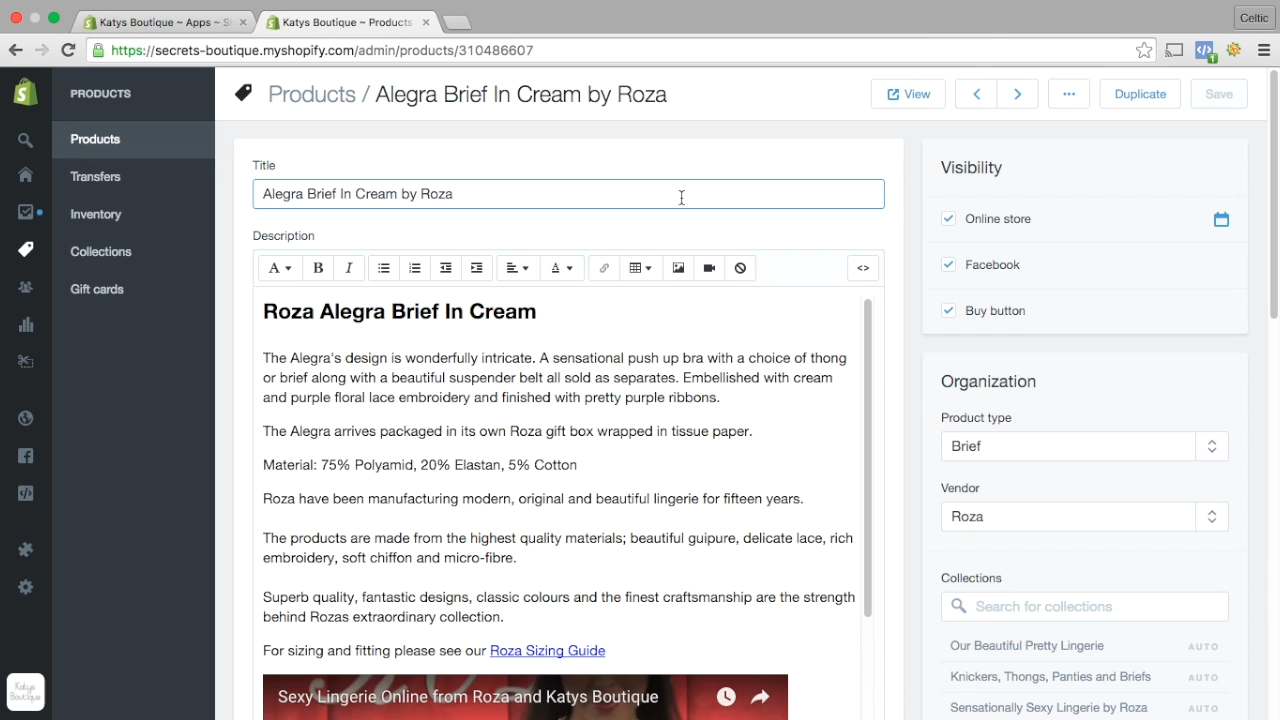 Katys Boutique ~ Apps ~ S
Katys Boutique ~ Products
Celtic
https://secrets-boutique.myshopify.com/admin/products/310486607
1
PRODUCTS
Products
Transfers
Inventory
Collections
Gift cards
Products / Alegra Brief In Cream by Roza
View
Duplicate
Save
Title
Alegra Brief In Cream by Roza
Description
A
B
I
A
<>
Roza Alegra Brief In Cream
The Alegra's design is wonderfully intricate. A sensational push up bra with a choice of thong
or brief along with a beautiful suspender belt all sold as separates. Embellished with cream
and purple floral lace embroidery and finished with pretty purple ribbons.
The Alegra arrives packaged in its own Roza gift box wrapped in tissue paper.
Material: 75% Polyamid, 20% Elastan, 5% Cotton
Roza have been manufacturing modern, original and beautiful lingerie for fifteen years.
The products are made from the highest quality materials; beautiful guipure, delicate lace, rich
embroidery, soft chiffon and micro-fibre.
Superb quality, fantastic designs, classic colours and the finest craftsmanship are the strength
behind Rozas extraordinary collection.
For sizing and fitting please see our Roza Sizing Guide
Sexy Lingerie Online from Roza and Katys Boutique
Visibility
Online store
Facebook
Buy button
Organization
Product type
Brief
Vendor
Roza
Collections
Search for collections
Our Beautiful Pretty Lingerie AUTO
Knickers, Thongs, Panties and Briefs AUTO
Sensationally Sexy Lingerie by Roza AUTO
Katys
Boutique